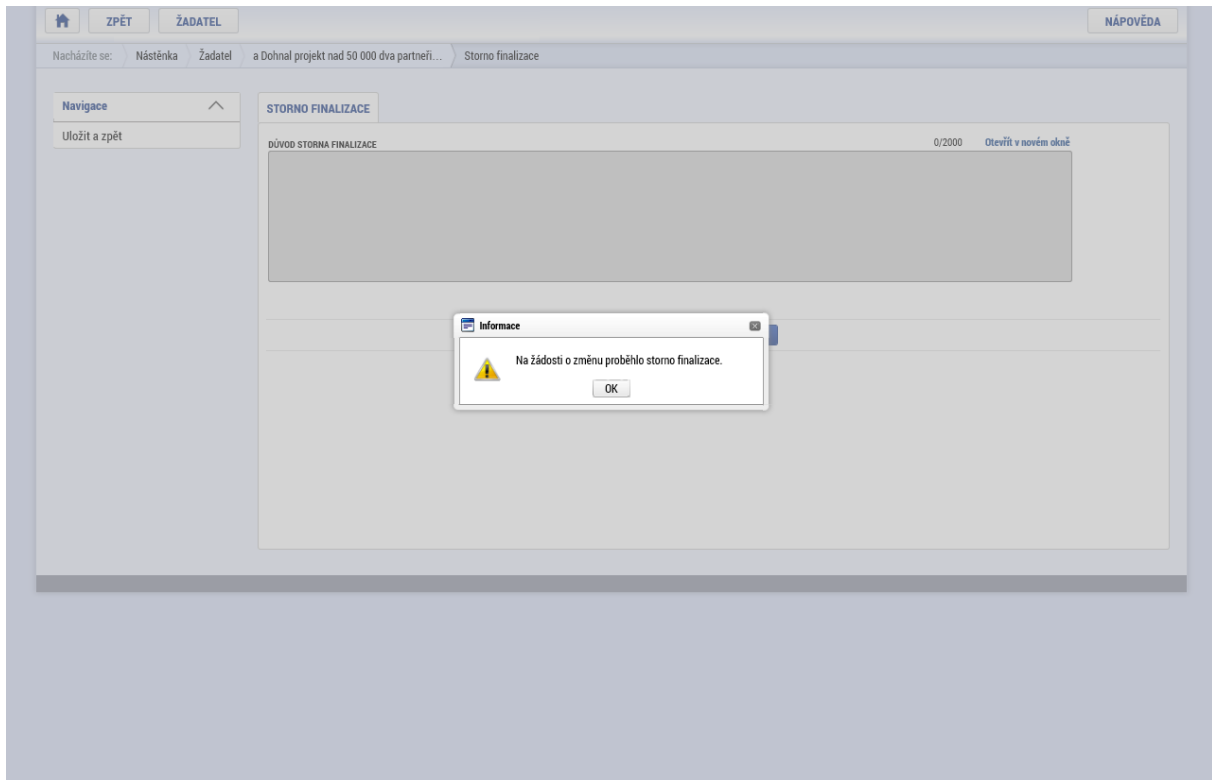 ZPĚT ŽADATEL NÁPOVĚDA
Nacházíte se: Nástěnka Žadatel a Dohnal projekt nad 50 000 dva partneři... Storno finalizace
Navigace
Uložit a zpět
STORNO FINALIZACE
DŮVOD STORNA FINALIZACE 0/2000 Otevřít v novém okně
Informace
Na žádosti o změnu proběhlo storno finalizace.
OK